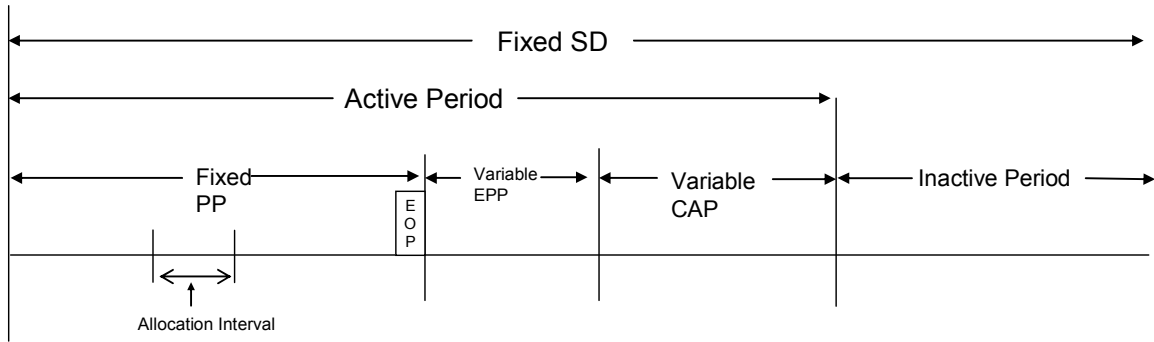 Fixed SD
Active Period
Fixed
PP
Variable
EPP
Variable
CAP
Inactive Period
E
O
P
Allocation Interval